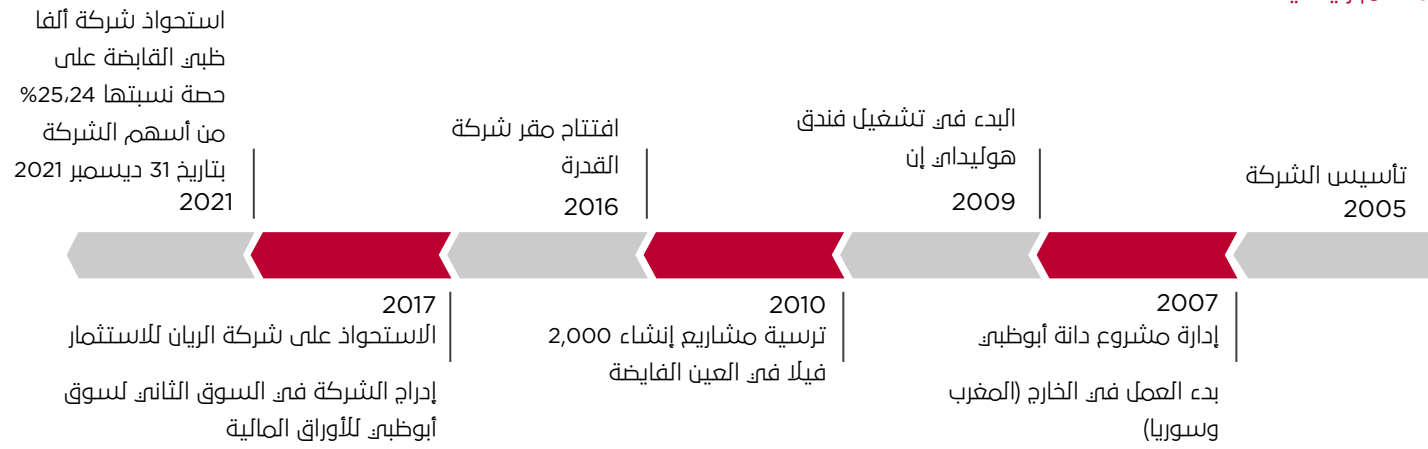 تأسيس الشركة
2005
2007
إدارة مشروع دانة أبوظبي
بدء العمل في الخارج (المغرب
وسوريا)
البدء في تشغيل فندق
هوليداي إن
2009
2010
ترسية مشاريع إنشاء 2,000
فيلا في العين الفايضة
افتتاح مقر شركة
القدرة
2016
2017
الاستحواذ على شركة الريان للاستثمار
إدراج الشركة في السوق الثاني لسوق
أبوظبي للأوراق المالية
استحواذ شركة ألفا
ظبي القابضة على
حصة نسبتها 25،24%
من أسهم الشركة
بتاريخ 31 ديسمبر 2021
2021